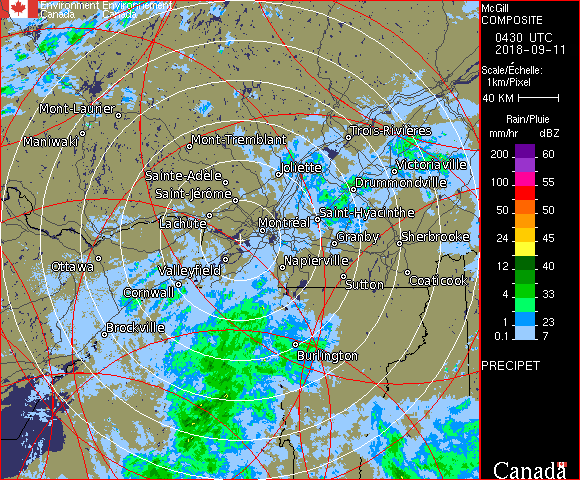 Environment Environnement
Canada Canada
McGill
COMPOSITE
0430 UTC
2018-09-11
Scale/Échelle:
1km/Pixel
40 KM
Rain/Pluie
mm/hr dBZ
200 60
100 55
50 50
24 45
12 40
4 33
1 23
0.1 7
PRECIPET
Canada
Mont-Laurier
Maniwaki
Mont-Tremblant
Trois-Rivières
Victoriaville
Joliette
Drummondville
Sainte-Adèle
Saint-Jérôme
Lachute
Montréal
Saint-Hyacinthe
Granby
Sherbrooke
Ottawa
Valleyfield
Napierville
Sutton
Coaticook
Cornwall
Brockville
Burlington